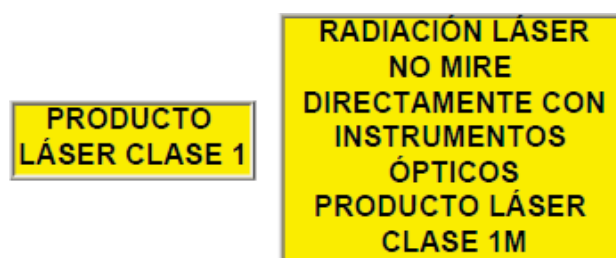 PRODUCTO
LÁSER CLASE 1
RADIACIÓN LÁSER
NO MIRE
DIRECTAMENTE CON
INSTRUMENTOS
ÓPTICOS
PRODUCTO LÁSER
CLASE 1M